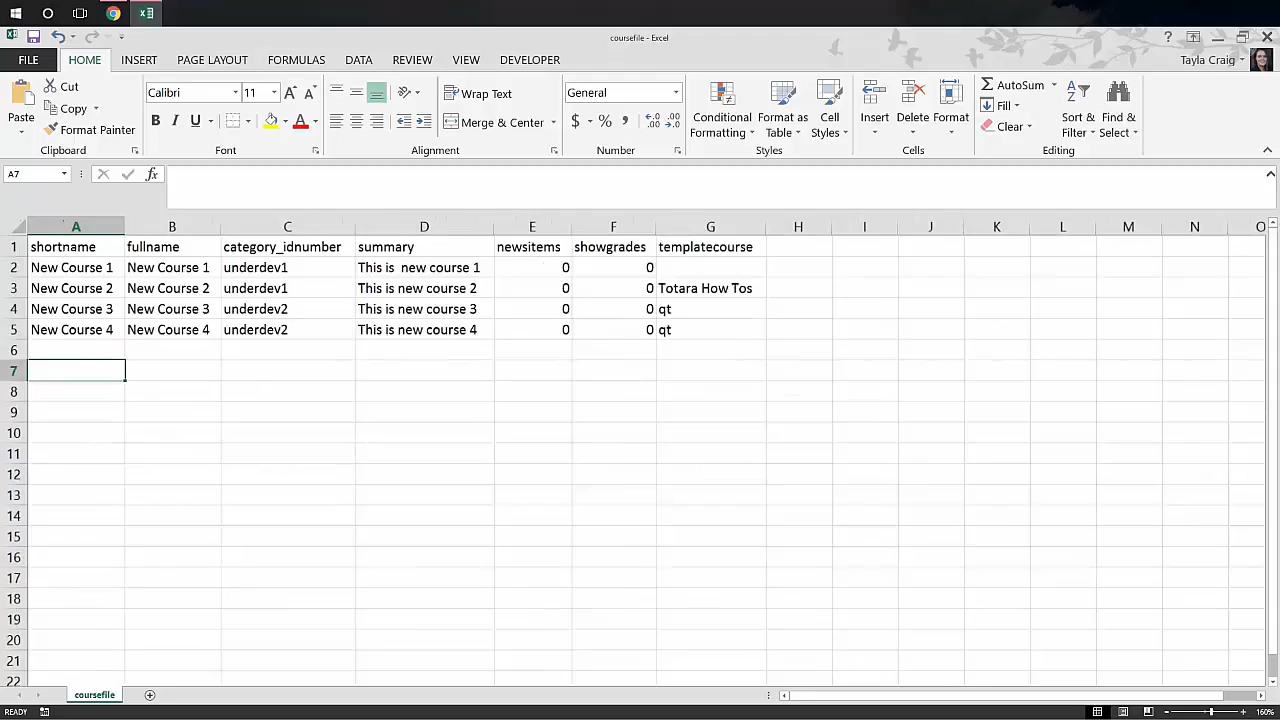 coursefile - Excel
FILE HOME INSERT PAGE LAYOUT FORMULAS DATA REVIEW VIEW DEVELOPER Tayla Craig
Paste Cut Copy Format Painter Clipboard
Calibri 11 B I U A Font
Wrap Text Merge & Center Alignment
General $ % , Number
Conditional Formatting Format as Table Cell Styles Styles
Insert Delete Format Cells
AutoSum Fill Clear Sort & Filter Find & Select Editing
A7 fx
A B C D E F G H I J K L M N O
1 shortname fullname category_idnumber summary newsitems showgrades templatecourse
2 New Course 1 New Course 1 underdev1 This is  new course 1 0 0
3 New Course 2 New Course 2 underdev1 This is new course 2 0 0 Totara How Tos
4 New Course 3 New Course 3 underdev2 This is new course 3 0 0 qt
5 New Course 4 New Course 4 underdev2 This is new course 4 0 0 qt
6
7
8
9
10
11
12
13
14
15
16
17
18
19
20
21
22
coursefile
READY 160%